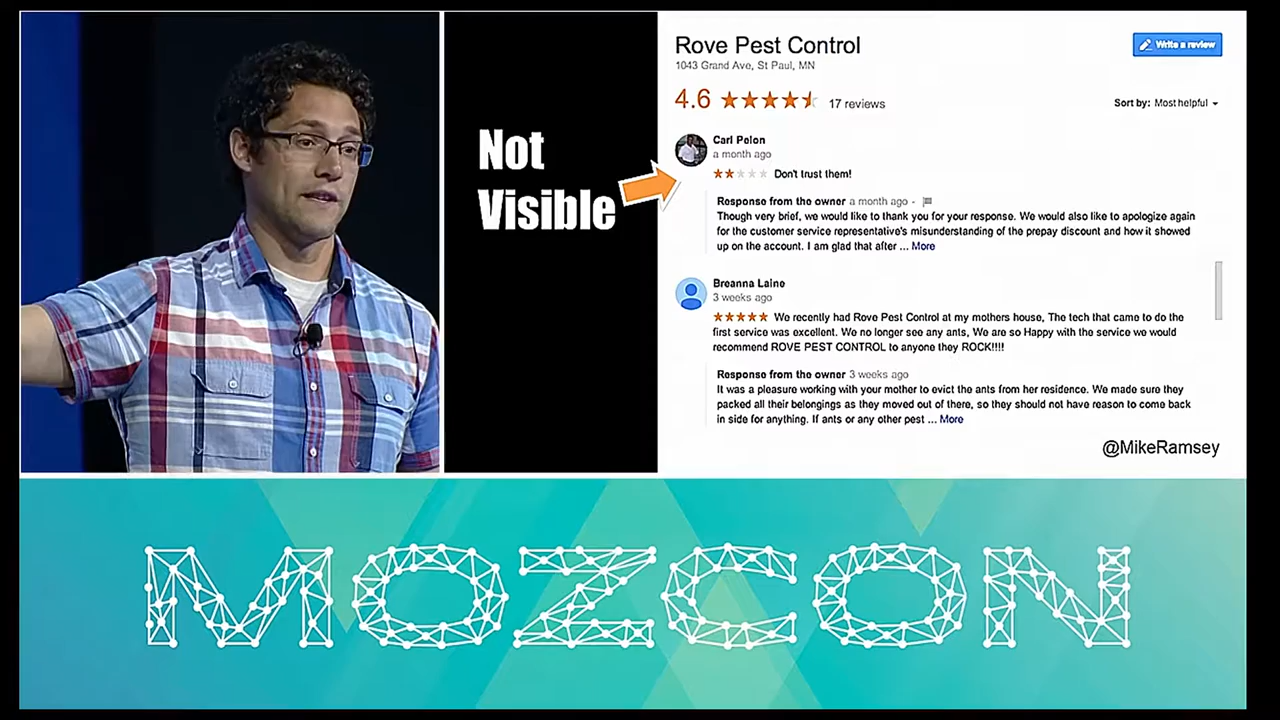 Not
Visible
Rove Pest Control
1043 Grand Ave, St Paul, MN
Write a review
4.6 17 reviews
Sort by: Most helpful
Carl Pelon
a month ago
Don't trust them!
Response from the owner a month ago -
Though very brief, we would like to thank you for your response. We would also like to apologize again
for the customer service representative's misunderstanding of the prepay discount and how it showed
up on the account. I am glad that after ... More
Breanna Laine
3 weeks ago
We recently had Rove Pest Control at my mothers house, The tech that came to do the
first service was excellent. We no longer see any ants, We are so Happy with the service we would
recommend ROVE PEST CONTROL to anyone they ROCK!!!!
Response from the owner 3 weeks ago
It was a pleasure working with your mother to evict the ants from her residence. We made sure they
packed all their belongings as they moved out of there, so they should not have reason to come back
in side for anything. If ants or any other pest ... More
@MikeRamsey
MOZCON